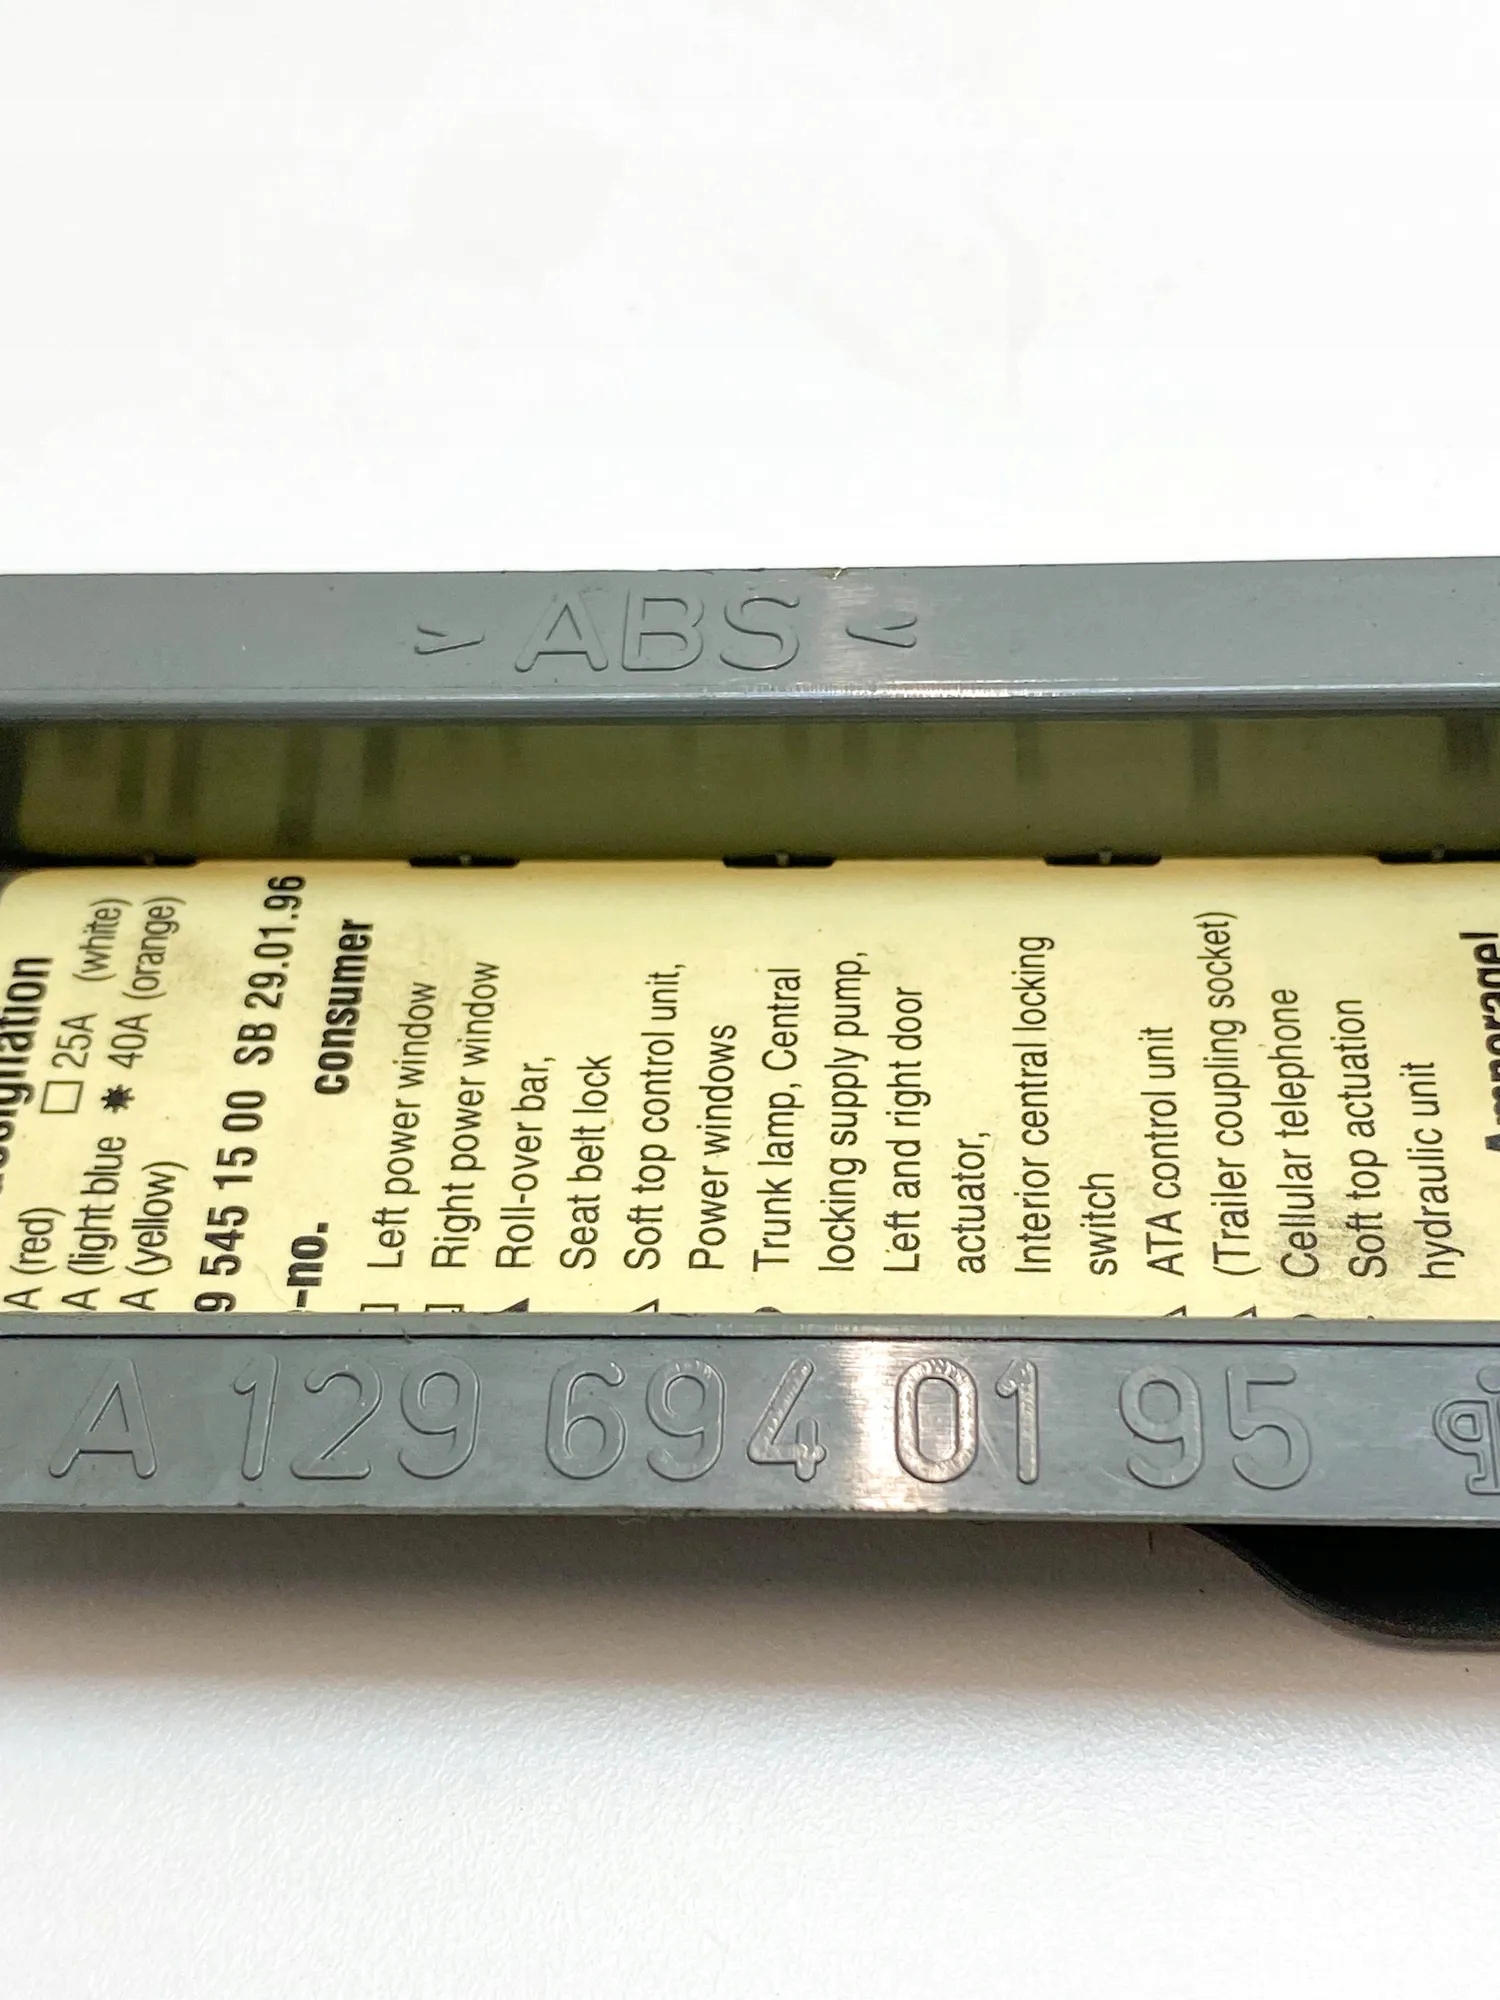 > ABS <
□ 25A (white)
A (red)
A (light blue ✱ 40A (orange)
A (yellow)
9 545 15 00 SB 29.01.96
-no. consumer
Left power window
Right power window
Roll-over bar,
Seat belt lock
Soft top control unit,
Power windows
Trunk lamp, Central
locking supply pump,
Left and right door
actuator,
Interior central locking
switch
ATA control unit
(Trailer coupling socket)
Cellular telephone
Soft top actuation
hydraulic unit
A 129 694 01 95